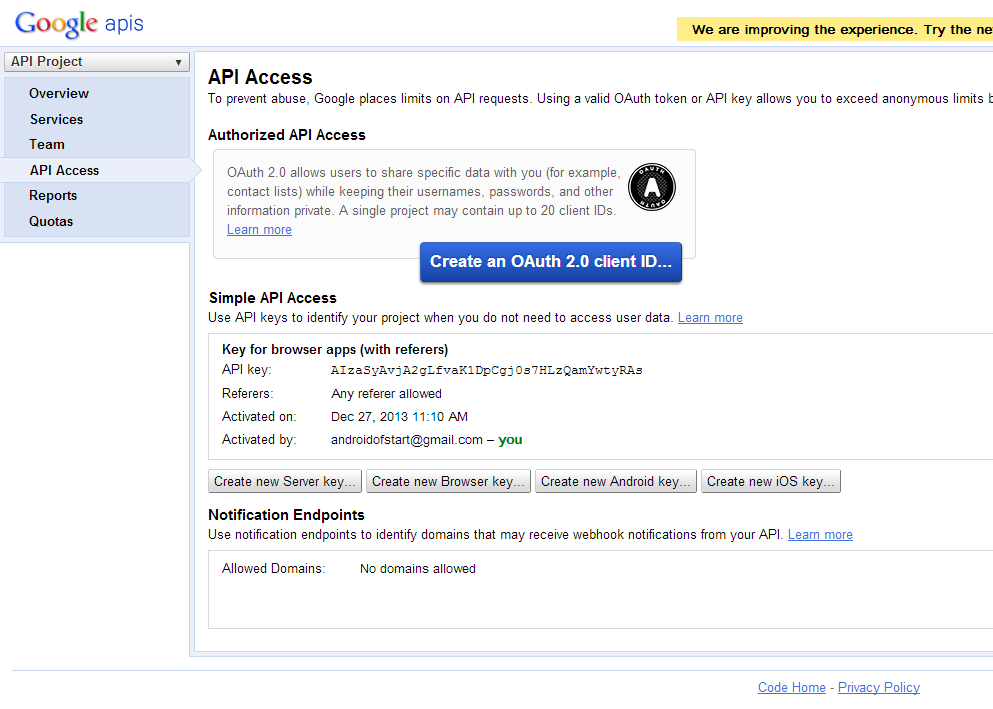 Google apis
We are improving the experience. Try the ne
API Project
Overview
Services
Team
API Access
Reports
Quotas
API Access
To prevent abuse, Google places limits on API requests. Using a valid OAuth token or API key allows you to exceed anonymous limits b
Authorized API Access
OAuth 2.0 allows users to share specific data with you (for example,
contact lists) while keeping their usernames, passwords, and other
information private. A single project may contain up to 20 client IDs.
Learn more
OAUTH
A
OAUTH
Create an OAuth 2.0 client ID...
Simple API Access
Use API keys to identify your project when you do not need to access user data. Learn more
Key for browser apps (with referers)
API key: AIzaSyAvjA2gLfvaK1DpCgj0s7HLzQamYwtyRAs
Referers: Any referer allowed
Activated on: Dec 27, 2013 11:10 AM
Activated by: androidofstart@gmail.com – you
Create new Server key... Create new Browser key... Create new Android key... Create new iOS key...
Notification Endpoints
Use notification endpoints to identify domains that may receive webhook notifications from your API. Learn more
Allowed Domains: No domains allowed
Code Home - Privacy Policy